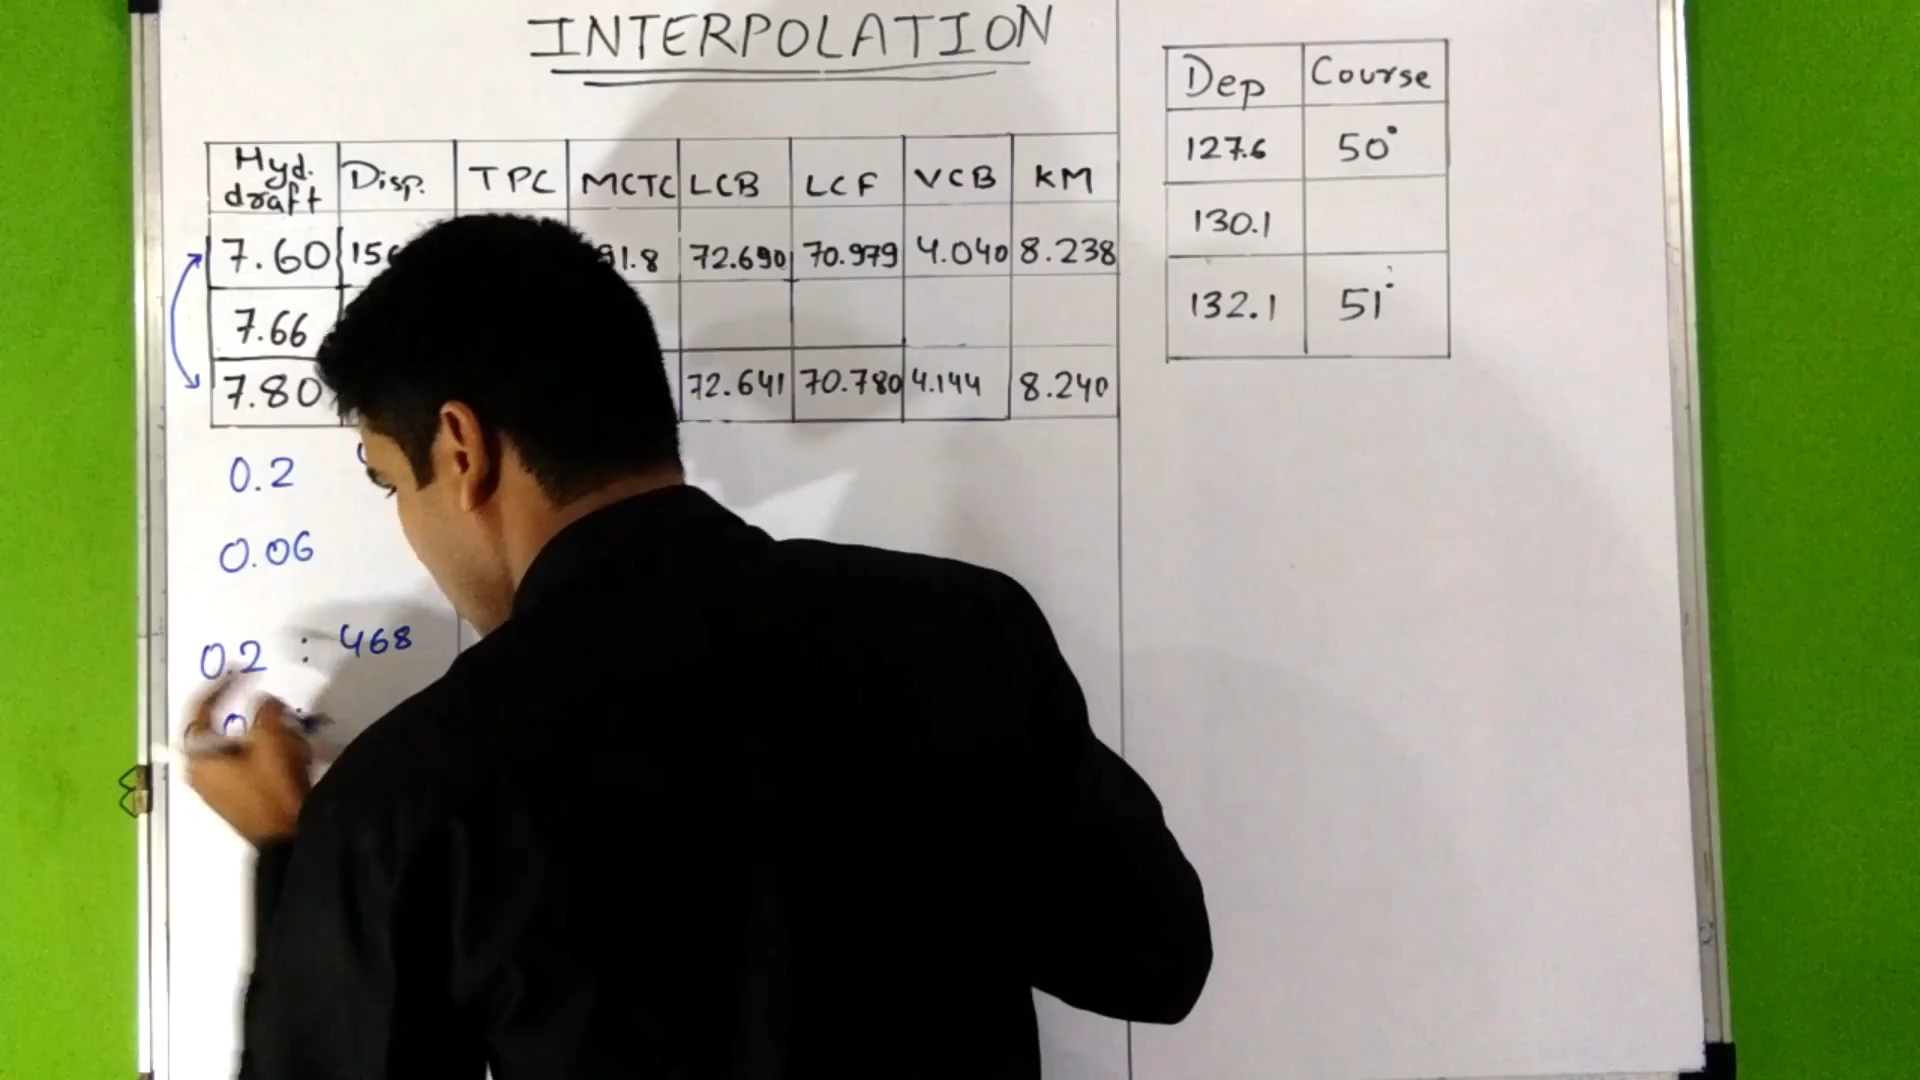 INTERPOLATION
Hyd. draft Disp. TPC MCTC LCB LCF VCB KM
7.60 72.690 70.979 4.040 8.238
7.66
7.80 72.641 70.780 4.144 8.240
0.2
0.06
0.2 : 468
Dep Course
127.6 50°
130.1
132.1 51°